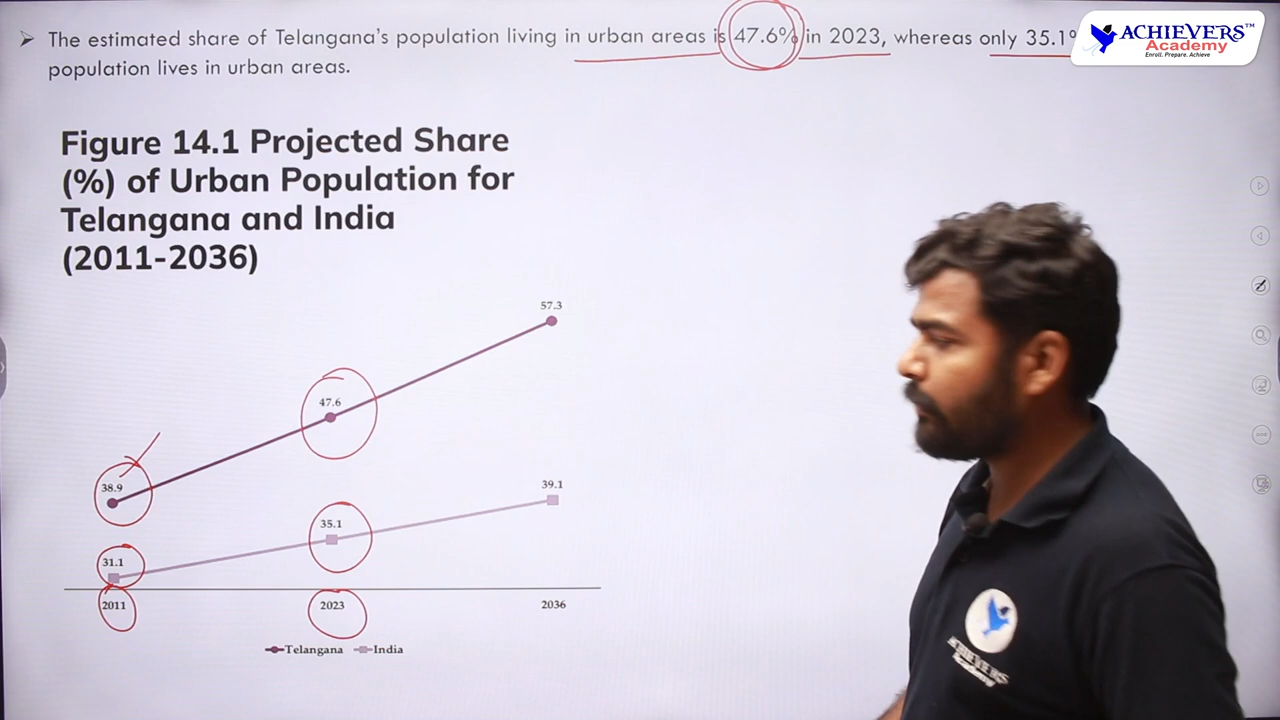 The estimated share of Telangana's population living in urban areas is 47.6% in 2023, whereas only 35.1%
population lives in urban areas.
ACHIEVERS™
Academy
Enroll. Prepare. Achieve
Figure 14.1 Projected Share
(%) of Urban Population for
Telangana and India
(2011-2036)
57.3
47.6
38.9
39.1
35.1
31.1
2011 2023 2036
Telangana India
ACHIEVERS
Academy